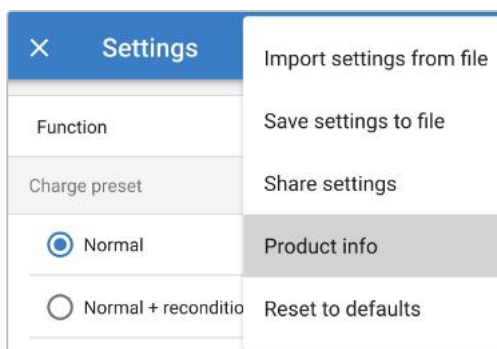 Settings
Function
Charge preset
Normal
Normal + reconditio
Import settings from file
Save settings to file
Share settings
Product info
Reset to defaults